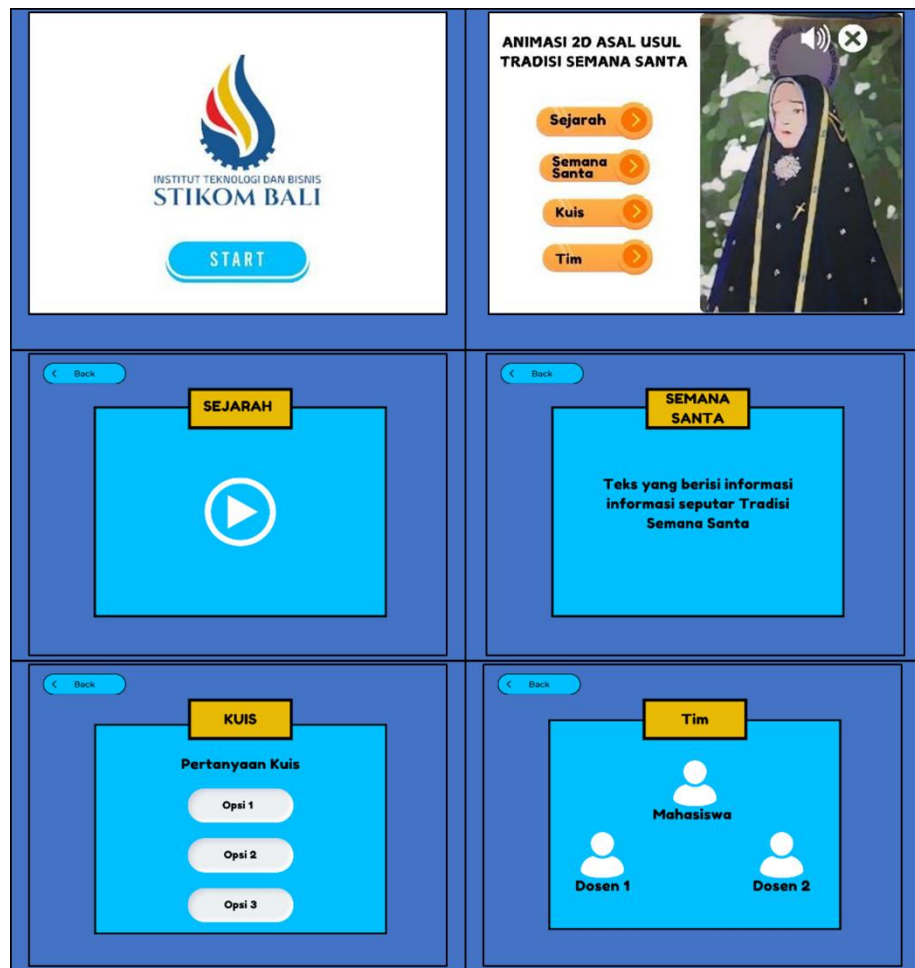 INSTITUT TEKNOLOGI DAN BISNIS
STIKOM BALI
START
ANIMASI 2D ASAL USUL
TRADISI SEMANA SANTA
Sejarah
Semana
Santa
Kuis
Tim
Back
SEJARAH
Back
SEMANA
SANTA
Teks yang berisi informasi
informasi seputar Tradisi
Semana Santa
Back
KUIS
Pertanyaan Kuis
Opsi 1
Opsi 2
Opsi 3
Back
Tim
Mahasiswa
Dosen 1
Dosen 2